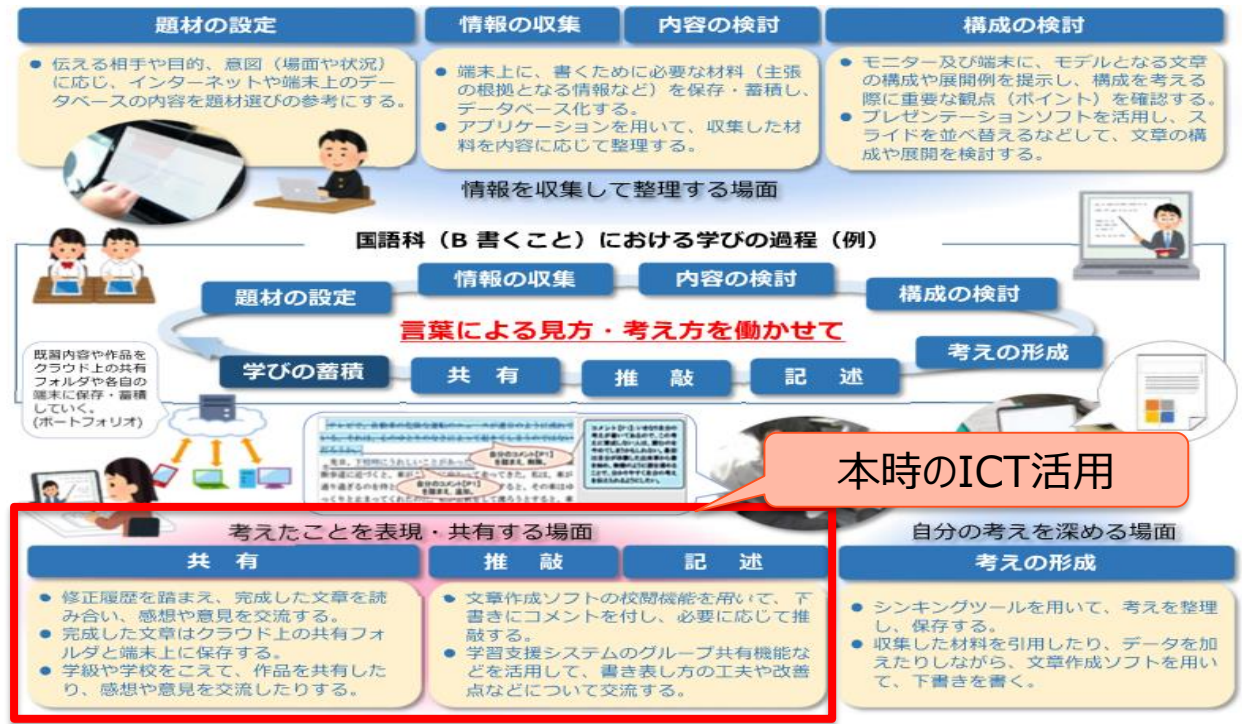 題材の設定
情報の収集
内容の検討
構成の検討
● 伝える相手や目的、意図（場面や状況）
に応じ、インターネットや端末上のデー
タベースの内容を題材選びの参考にする。
● 端末上に、書くために必要な材料（主張
の根拠となる情報など）を保存・蓄積し、
データベース化する。
● アプリケーションを用いて、収集した材
料を内容に応じて整理する。
● モニター及び端末に、モデルとなる文章
の構成や展開例を提示し、構成を考える
際に重要な観点（ポイント）を確認する。
● プレゼンテーションソフトを活用し、ス
ライドを並べ替えるなどして、文章の構
成や展開を検討する。
情報を収集して整理する場面
国語科（B 書くこと）における学びの過程（例）
題材の設定
情報の収集
内容の検討
構成の検討
言葉による見方・考え方を働かせて
学びの蓄積
共 有
推 敲
記 述
考えの形成
既習内容や作品を
クラウド上の共有
フォルダや各自の
端末に保存・蓄積
していく。
(ポートフォリオ)
自分のコメント【P1】
を踏まえ、削除。
自分のコメント【P1】
を踏まえ、追加。
本時のICT活用
考えたことを表現・共有する場面
自分の考えを深める場面
共 有
推 敲
記 述
考えの形成
● 修正履歴を踏まえ、完成した文章を読
み合い、感想や意見を交流する。
● 完成した文章はクラウド上の共有フォ
ルダと端末上に保存する。
● 学級や学校をこえて、作品を共有した
り、感想や意見を交流したりする。
● 文章作成ソフトの校閲機能を用いて、下
書きにコメントを付し、必要に応じて推
敲する。
● 学習支援システムのグループ共有機能な
どを活用して、書き表し方の工夫や改善
点などについて交流する。
● シンキングツールを用いて、考えを整理
し、保存する。
● 収集した材料を引用したり、データを加
えたりしながら、文章作成ソフトを用い
て、下書きを書く。